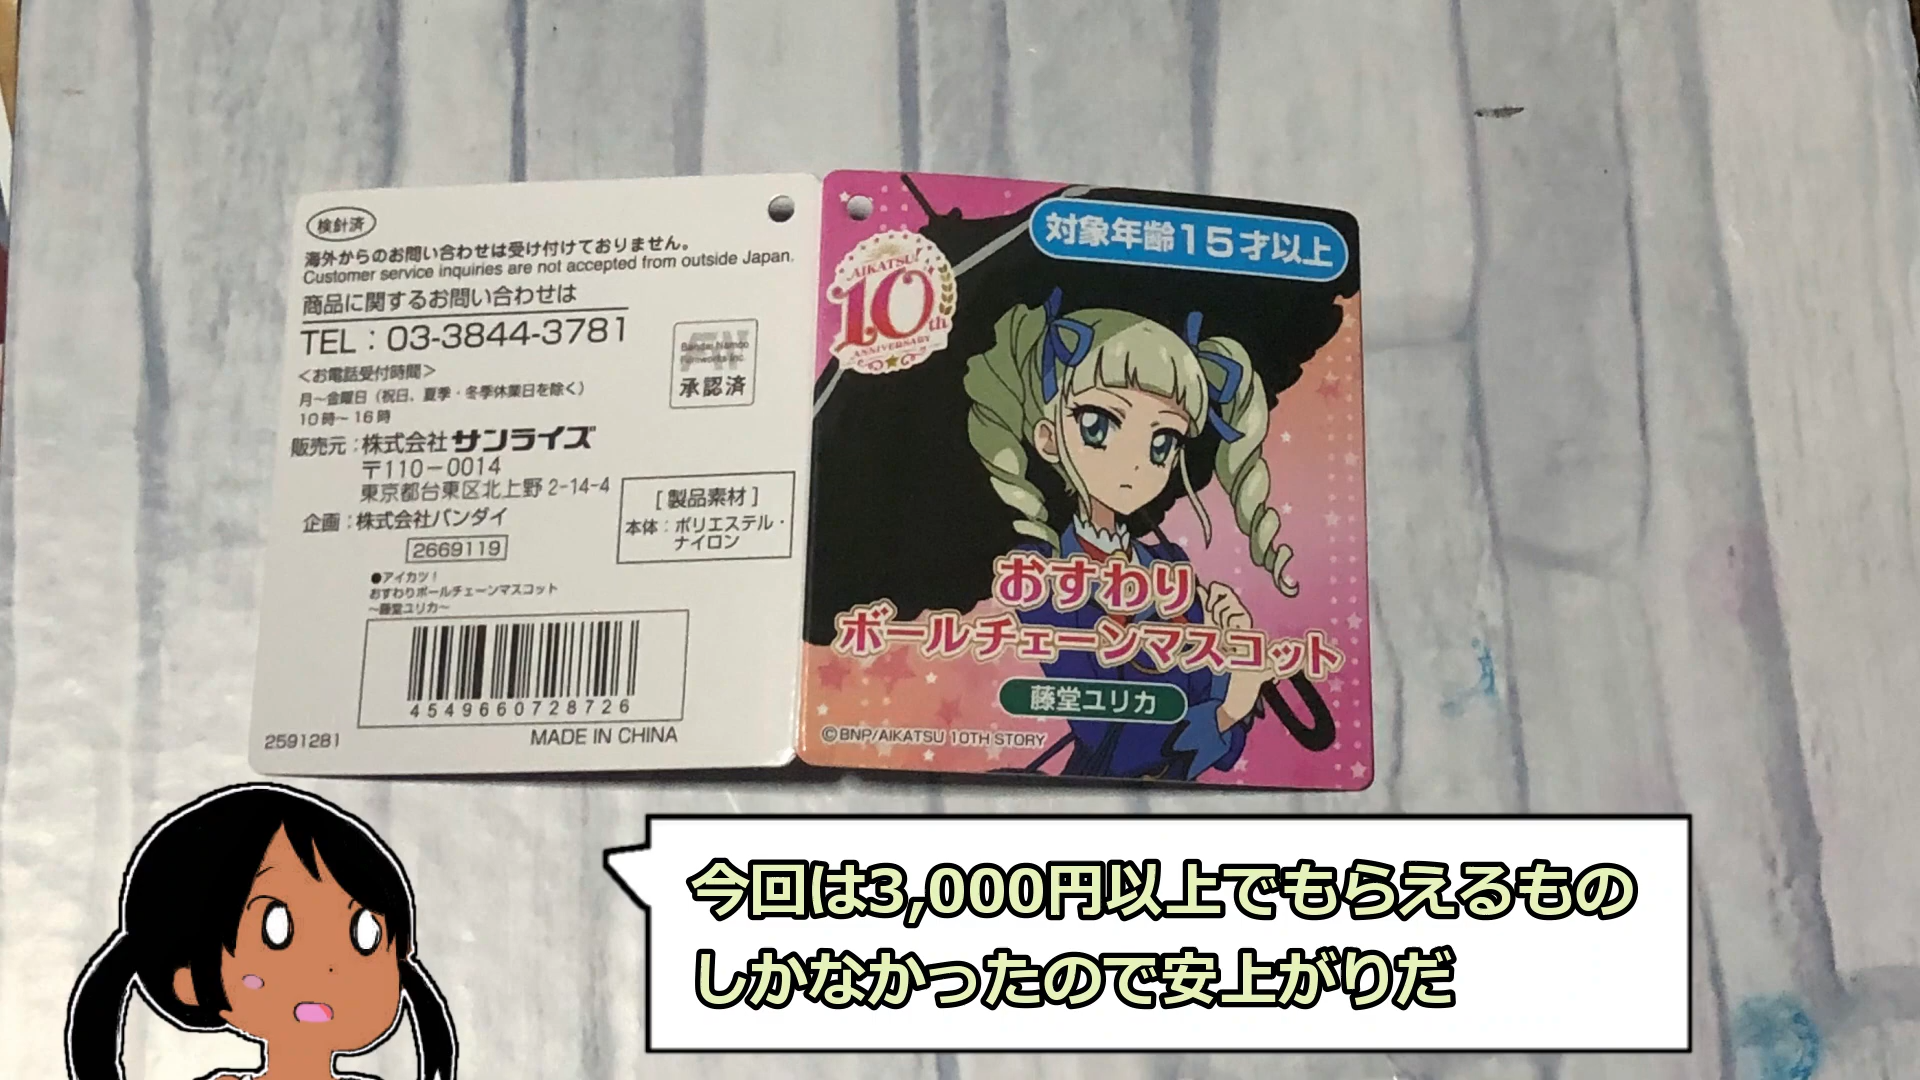 検針済
海外からのお問い合わせは受け付けておりません。
Customer service inquiries are not accepted from outside Japan.
商品に関するお問い合わせは
TEL：03-3844-3781
＜お電話受付時間＞
月～金曜日（祝日、夏季・冬季休業日を除く）
10時～16時
Bandai Namco
Filmworks Inc.
承認済
販売元：株式会社サンライズ
〒110-0014
東京都台東区北上野 2-14-4
企画：株式会社バンダイ
2669119
[製品素材]
本体：ポリエステル・
ナイロン
●アイカツ！
おすわりボールチェーンマスコット
～藤堂ユリカ～
4549660728726
2591281
MADE IN CHINA
対象年齢15才以上
AIKATSU!
10th
ANNIVERSARY
おすわり
ボールチェーンマスコット
藤堂ユリカ
©BNP/AIKATSU 10TH STORY
今回は3,000円以上でもらえるもの
しかなかったので安上がりだ